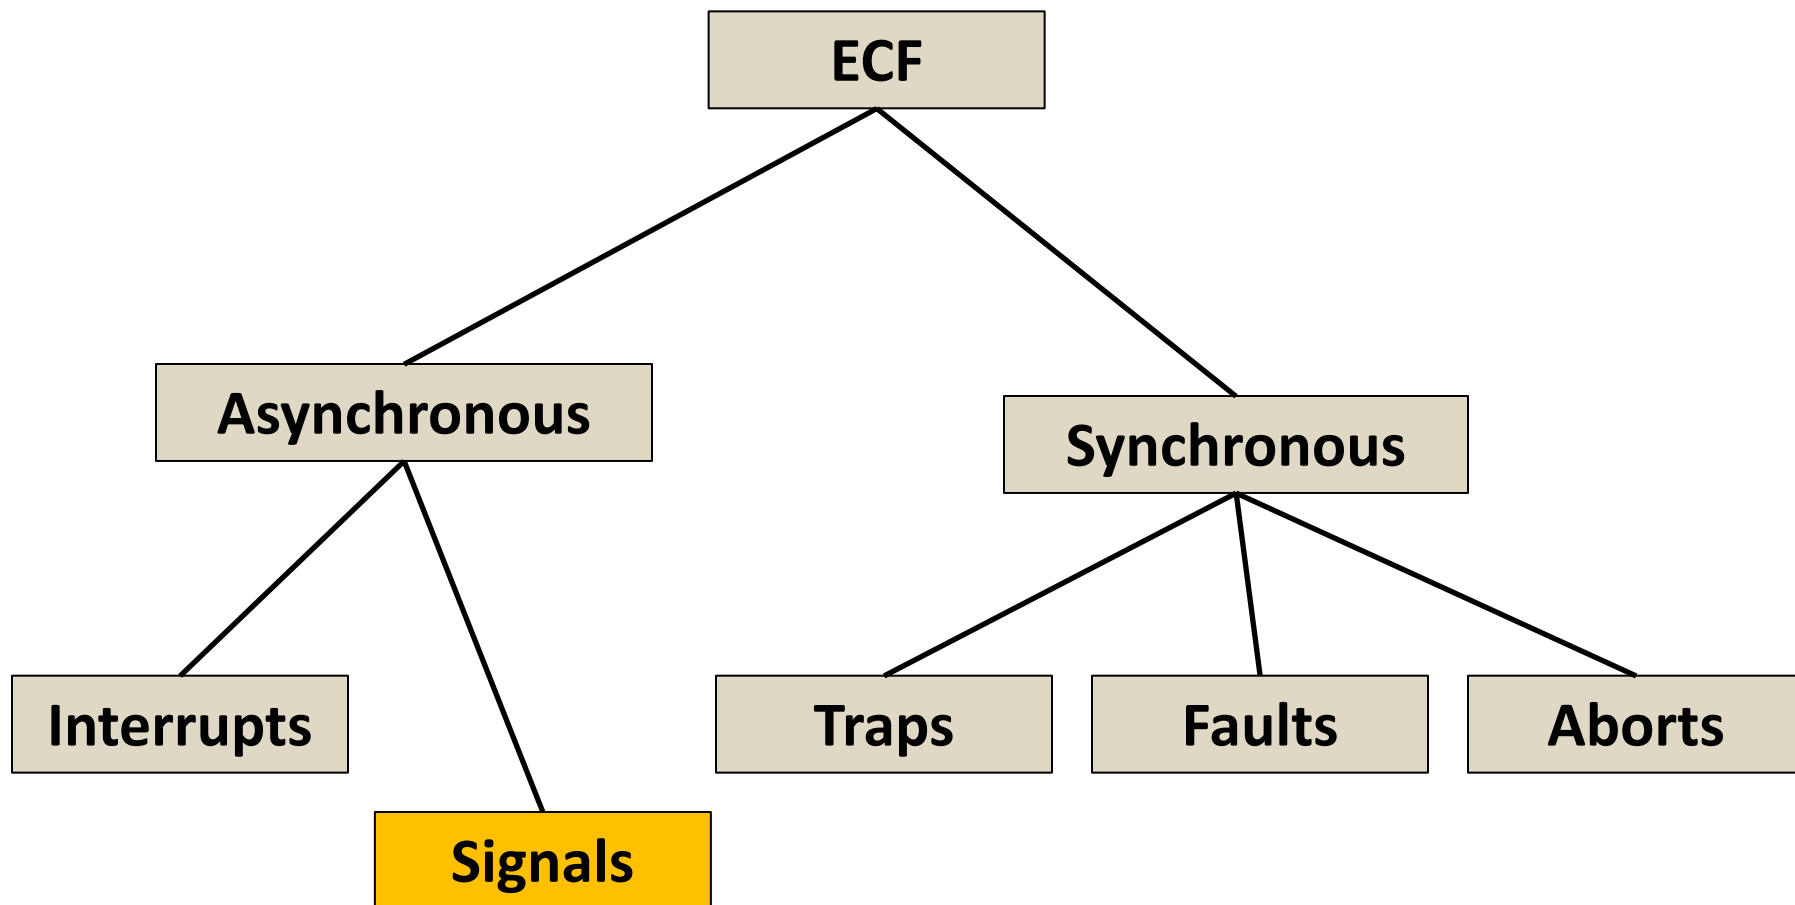 ECF
Asynchronous
Synchronous
Interrupts
Traps
Faults
Aborts
Signals